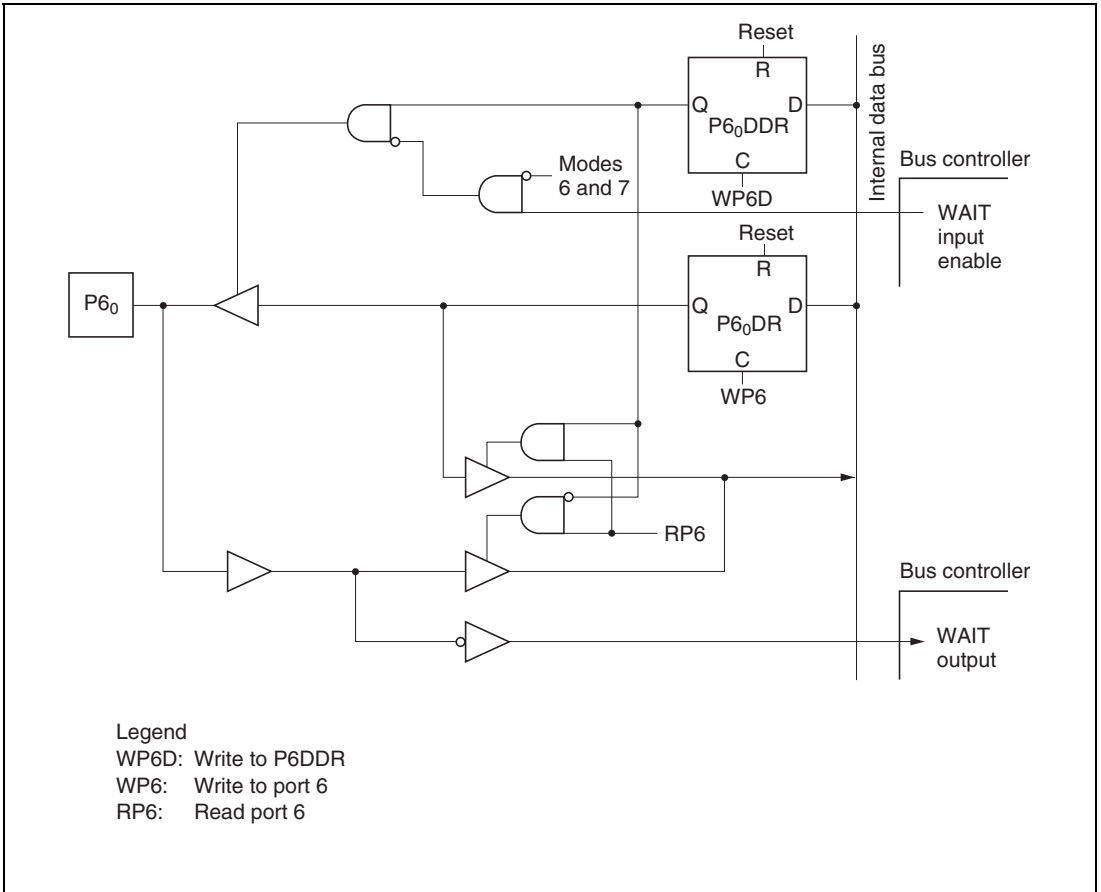 Reset
R
Q
D
P6₀DDR
C
WP6D
Internal data bus
Modes
6 and 7
Bus controller
WAIT
input
enable
Reset
R
Q
D
P6₀DR
C
WP6
P6₀
RP6
Bus controller
WAIT
output
Legend
WP6D: Write to P6DDR
WP6: Write to port 6
RP6: Read port 6